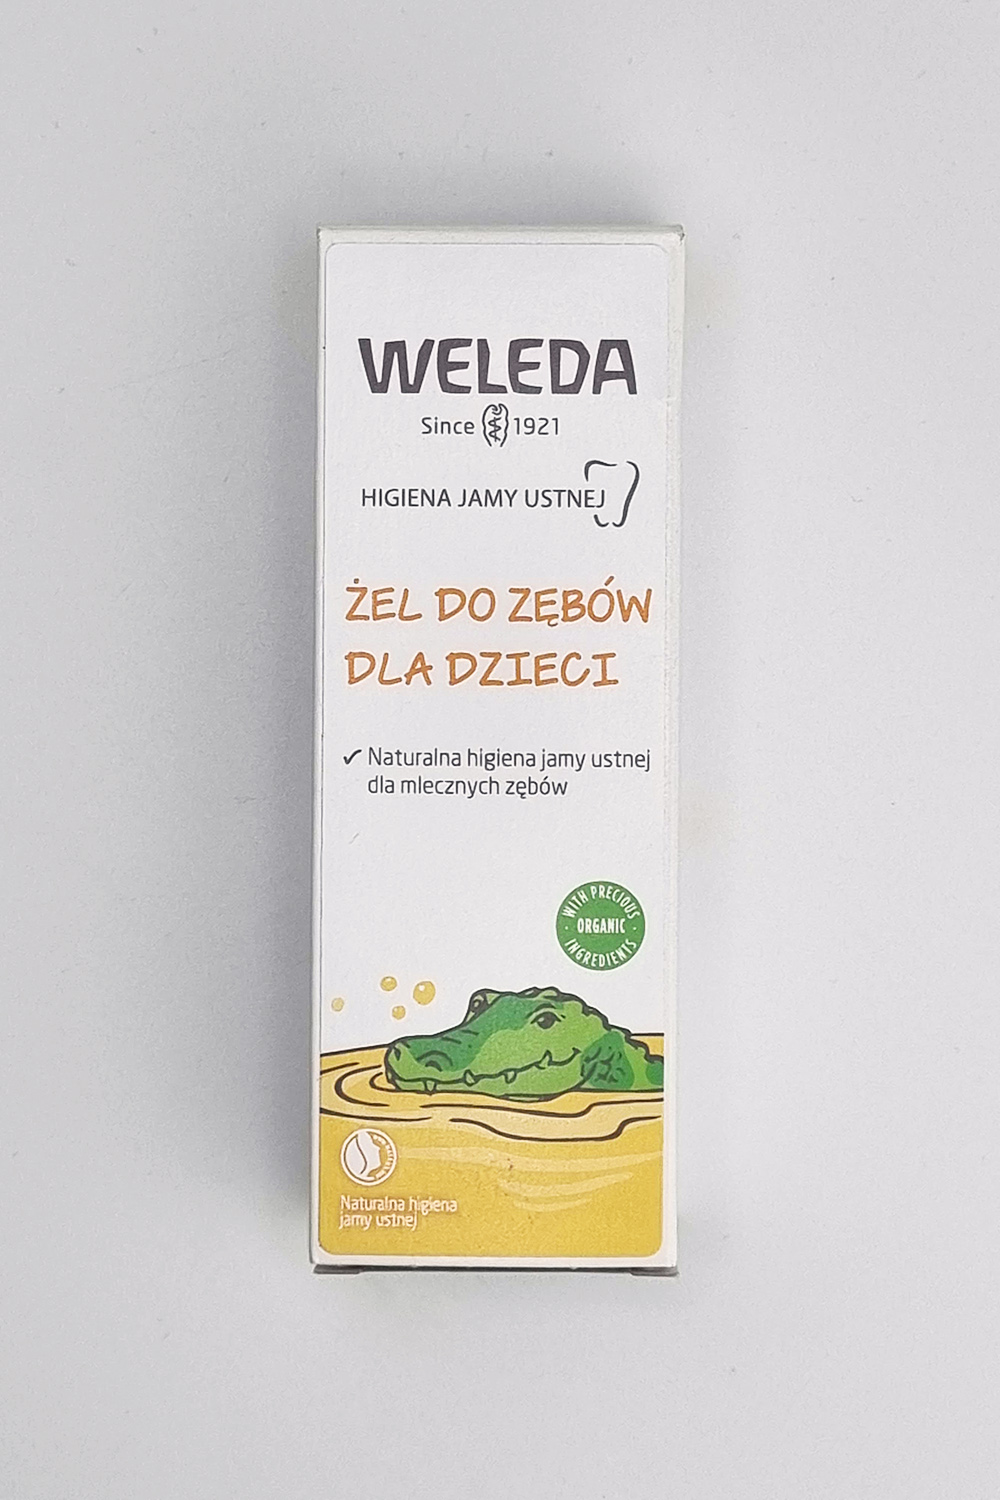 WELEDA
Since 1921
HIGIENA JAMY USTNEJ
ŻEL DO ZĘBÓW
DLA DZIECI
✓ Naturalna higiena jamy ustnej
dla mlecznych zębów
WITH PRECIOUS
· ORGANIC ·
INGREDIENTS
Naturalna higiena
jamy ustnej